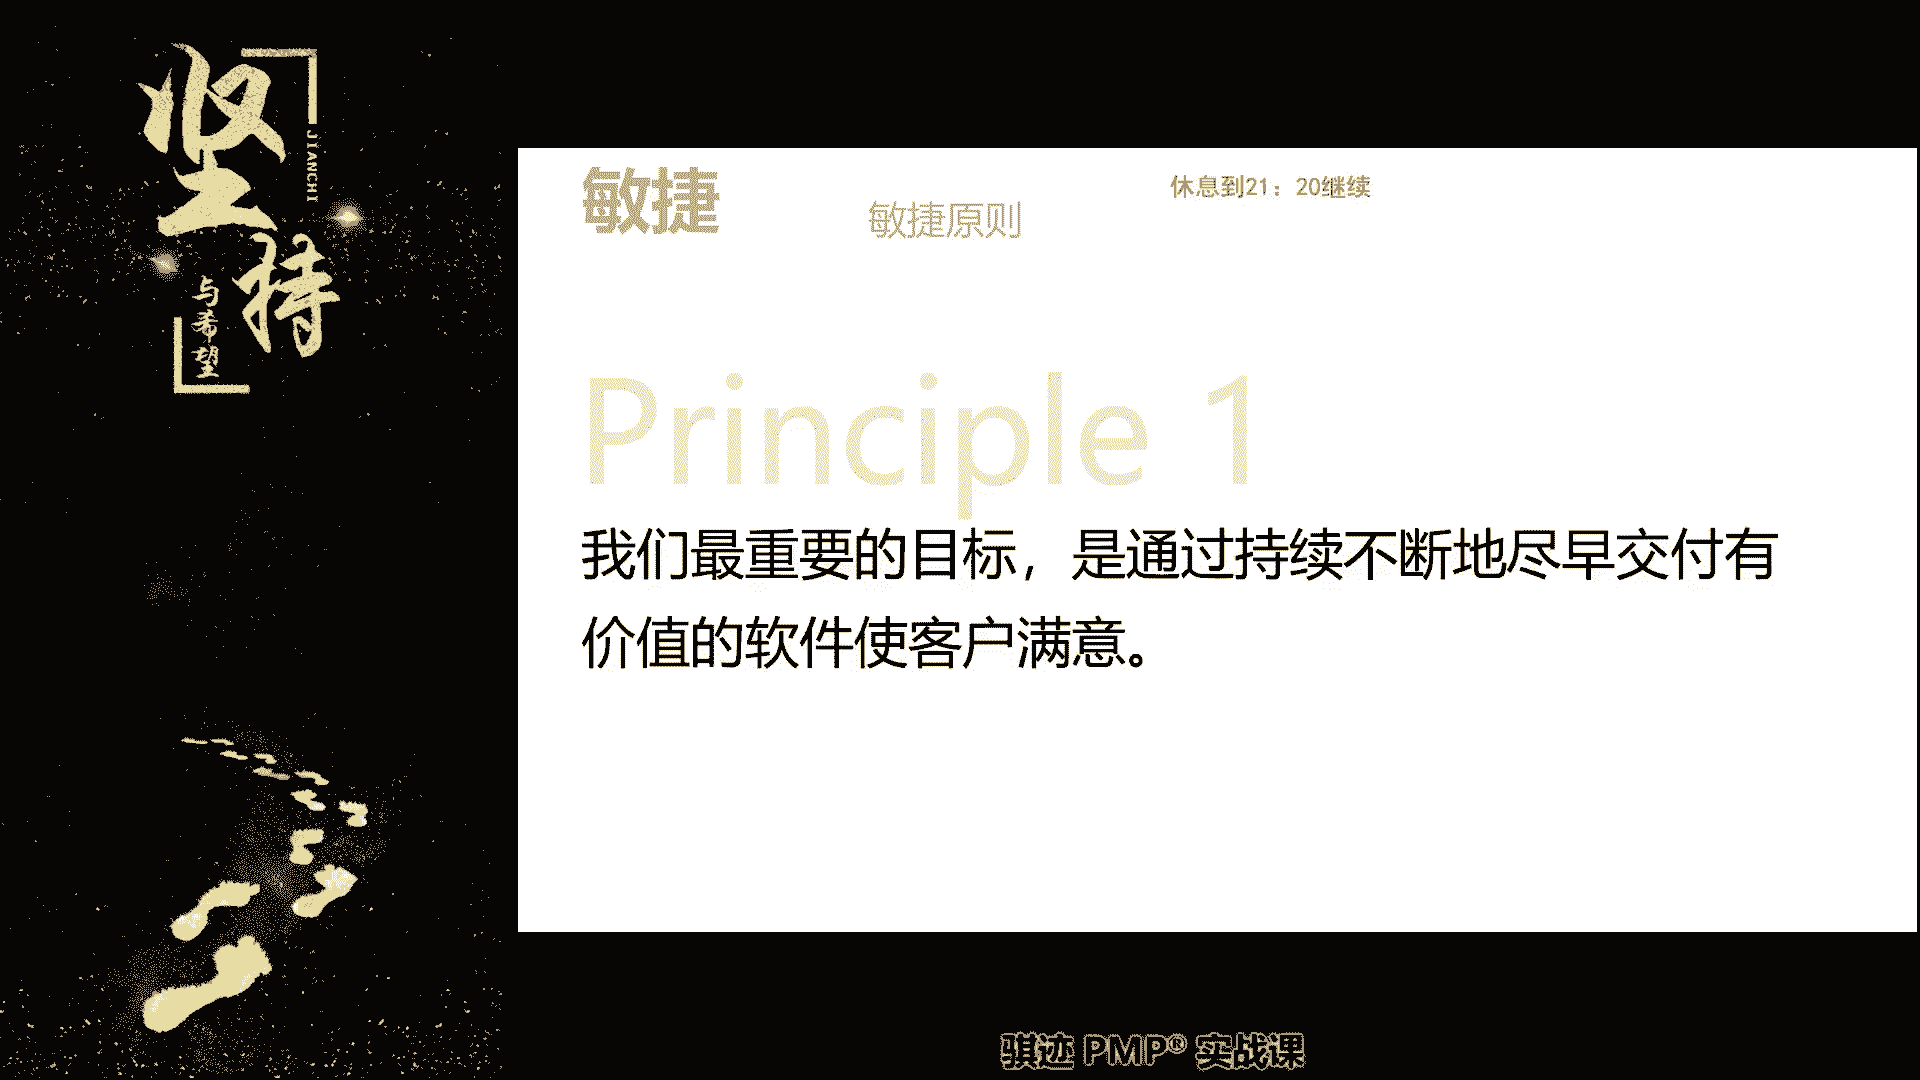 坚持
JIANCHI
与希望
敏捷
敏捷原则
休息到21：20继续
Principle 1
我们最重要的目标，是通过持续不断地尽早交付有
价值的软件使客户满意。
骐迹 PMP® 实战课